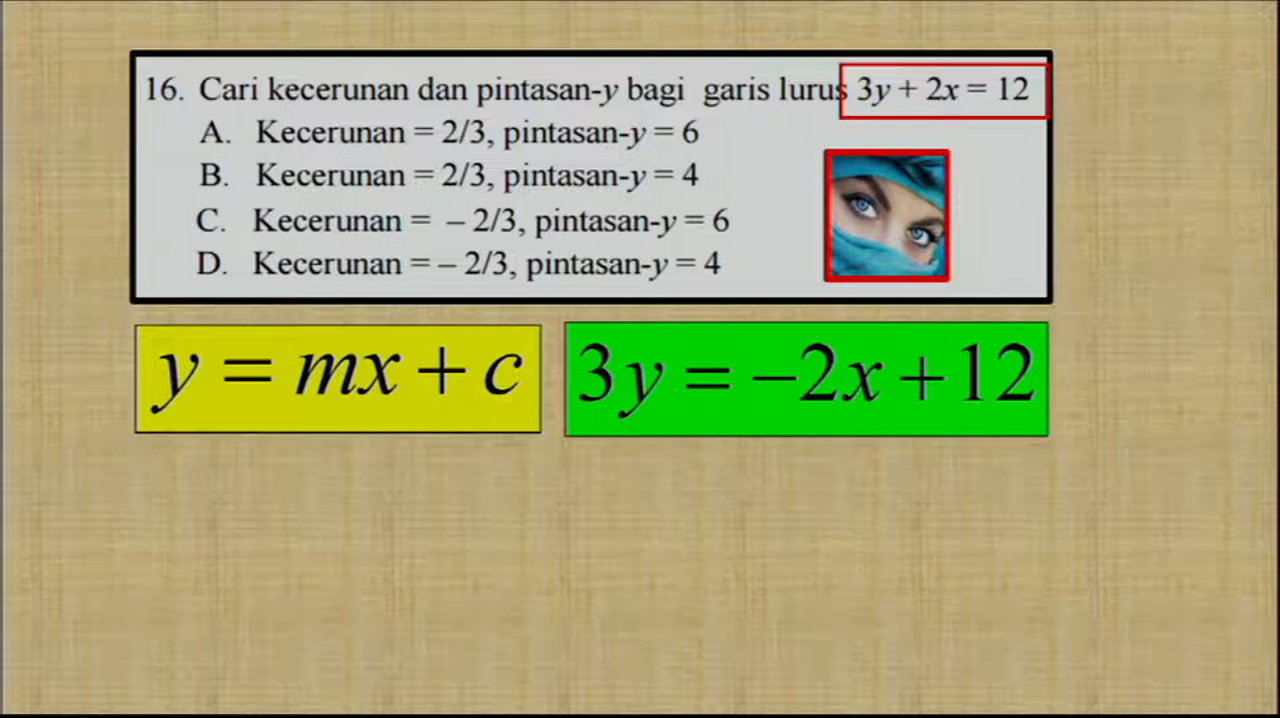 16. Cari kecerunan dan pintasan-y bagi garis lurus 3y + 2x = 12
A. Kecerunan = 2/3, pintasan-y = 6
B. Kecerunan = 2/3, pintasan-y = 4
C. Kecerunan = – 2/3, pintasan-y = 6
D. Kecerunan = – 2/3, pintasan-y = 4
y = mx + c
3y = −2x + 12